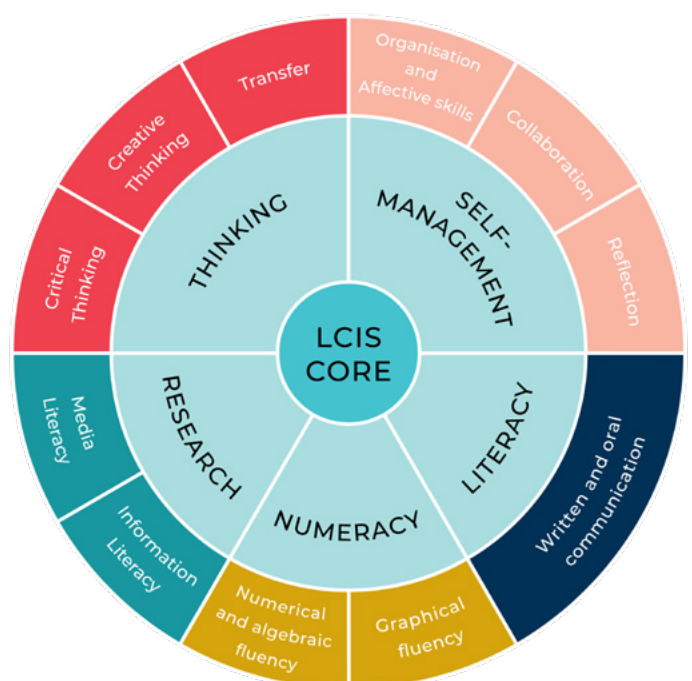 LCIS
CORE
THINKING
SELF-
MANAGEMENT
LITERACY
NUMERACY
RESEARCH
Transfer
Organisation
and
Affective skills
Collaboration
Reflection
Written and oral
communication
Graphical
fluency
Numerical
and algebraic
fluency
Information
Literacy
Media
Literacy
Critical
Thinking
Creative
Thinking